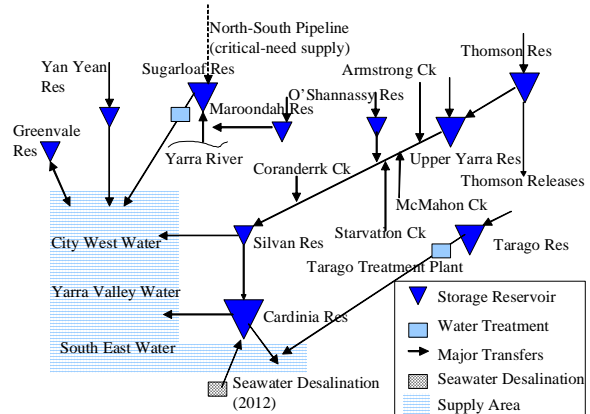 North-South Pipeline
(critical-need supply)
Thomson Res
Yan Yean
Res
Sugarloaf Res
Armstrong Ck
O'Shannassy Res
Maroondah Res
Greenvale
Res
Yarra River
Upper Yarra Res
Coranderrk Ck
Thomson Releases
McMahon Ck
City West Water
Silvan Res
Starvation Ck
Tarago Res
Tarago Treatment Plant
Yarra Valley Water
Cardinia Res
South East Water
Seawater Desalination
(2012)
Storage Reservoir
Water Treatment
Major Transfers
Seawater Desalination
Supply Area